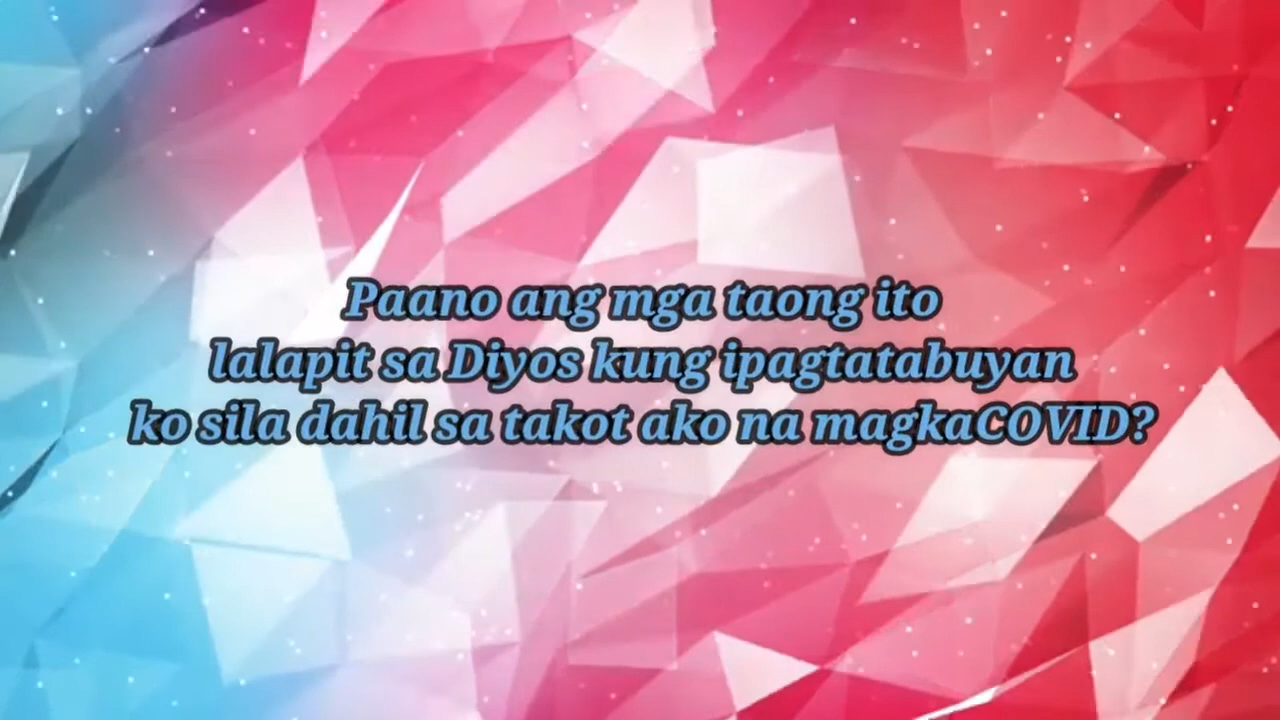 Paano ang mga taong ito
lalapit sa Diyos kung ipagtatabuyan
ko sila dahil sa takot ako na magkaCOVID?